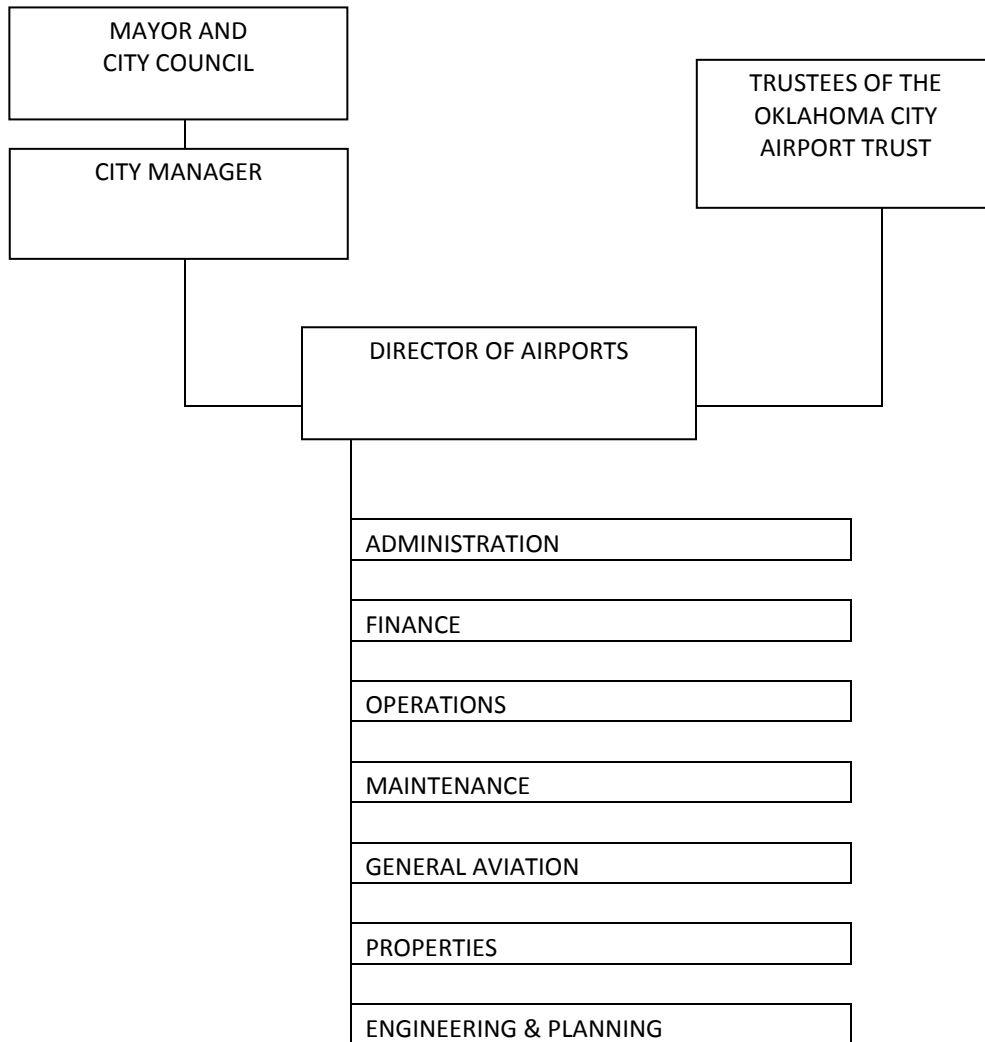 MAYOR AND
CITY COUNCIL
TRUSTEES OF THE
OKLAHOMA CITY
AIRPORT TRUST
CITY MANAGER
DIRECTOR OF AIRPORTS
ADMINISTRATION
FINANCE
OPERATIONS
MAINTENANCE
GENERAL AVIATION
PROPERTIES
ENGINEERING & PLANNING